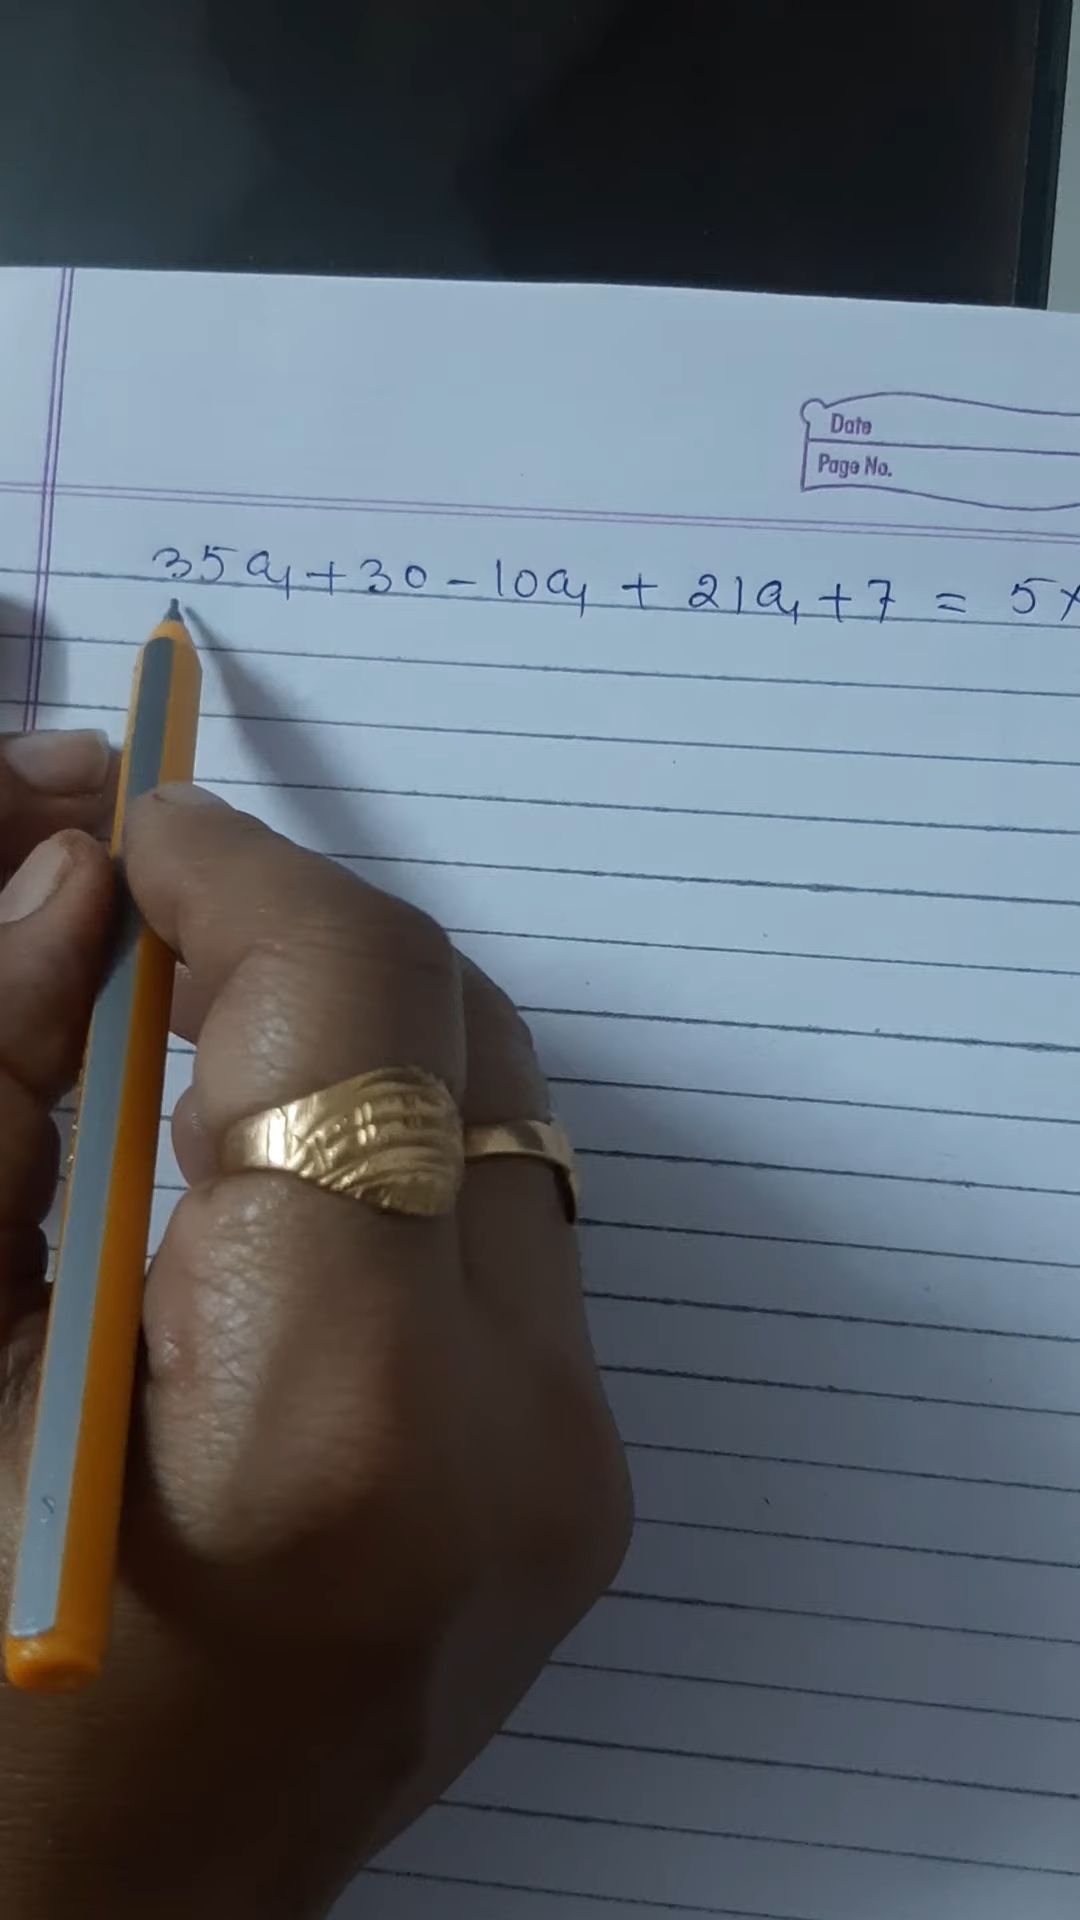 Date
Page No.
35a₁ + 30 - 10a₁ + 21a₁ + 7 = 5